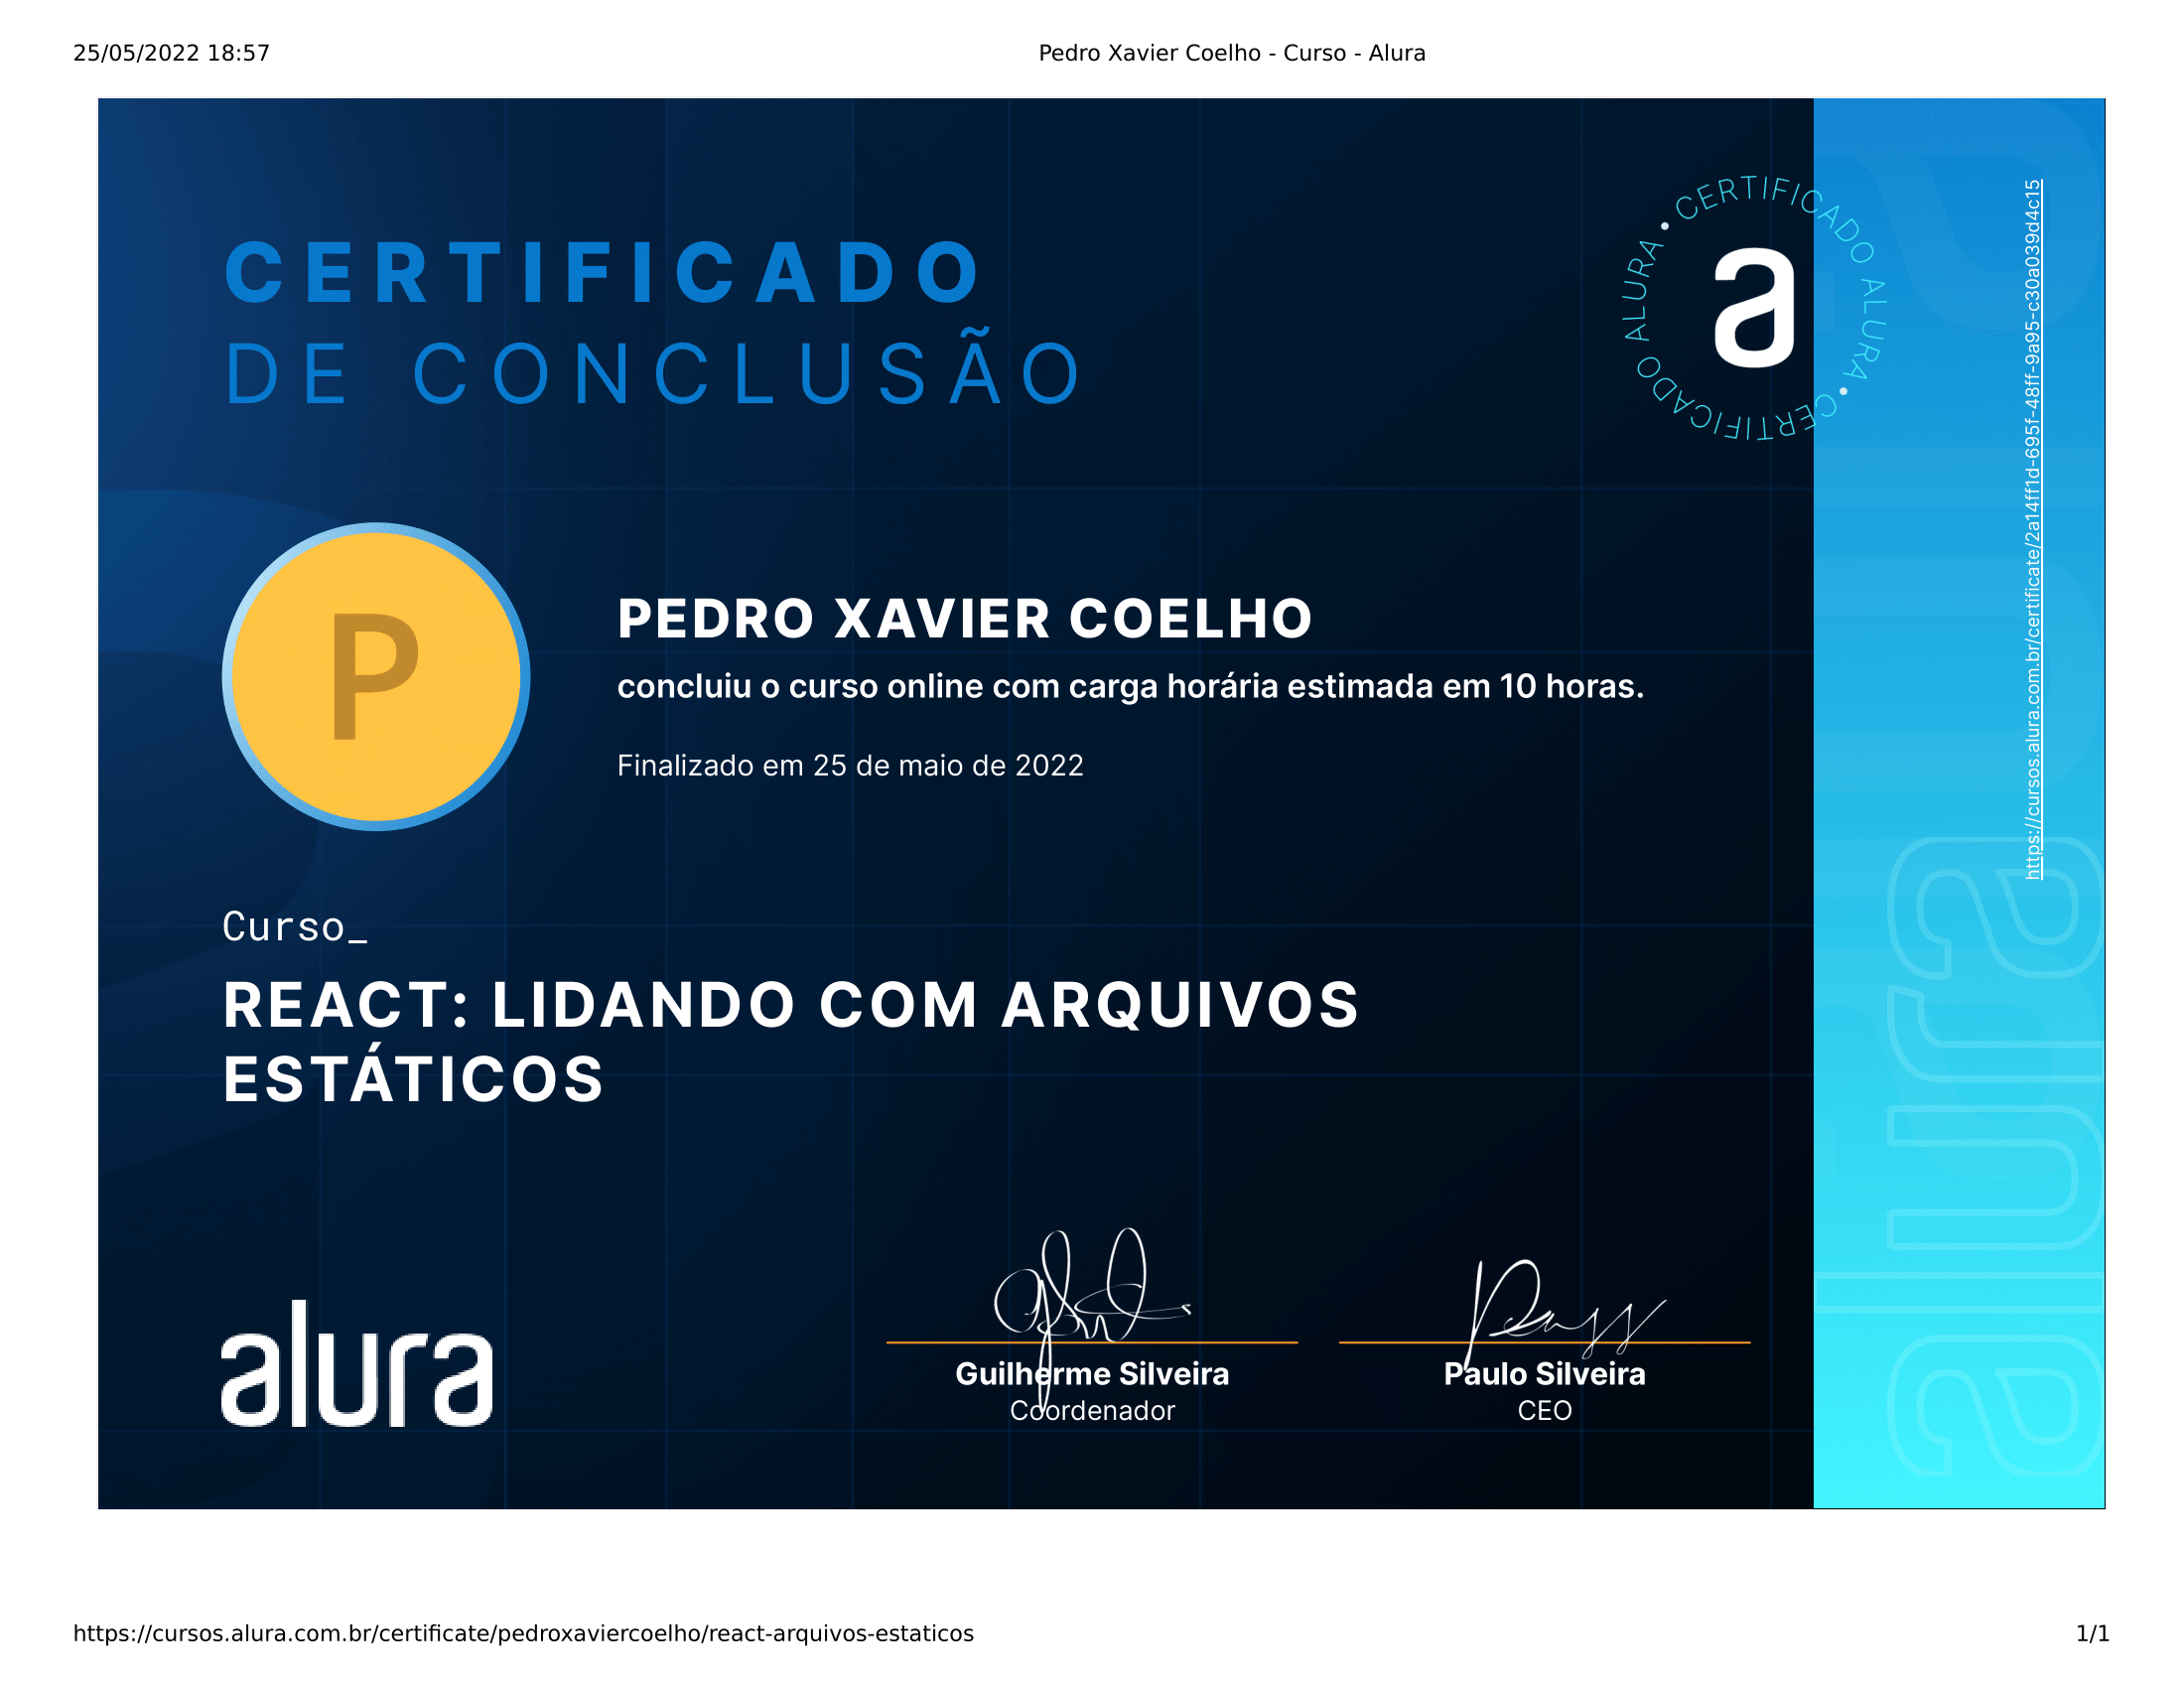 25/05/2022 18:57
Pedro Xavier Coelho - Curso - Alura
CERTIFICADO
DE CONCLUSÃO
CERTIFICADO ALURA • CERTIFICADO ALURA •
a
https://cursos.alura.com.br/certificate/2a14ff1d-695f-48ff-9a95-c30a039d4c15
P
PEDRO XAVIER COELHO
concluiu o curso online com carga horária estimada em 10 horas.
Finalizado em 25 de maio de 2022
Curso_
REACT: LIDANDO COM ARQUIVOS
ESTÁTICOS
alura
alura
Guilherme Silveira
Coordenador
Paulo Silveira
CEO
https://cursos.alura.com.br/certificate/pedroxaviercoelho/react-arquivos-estaticos
1/1